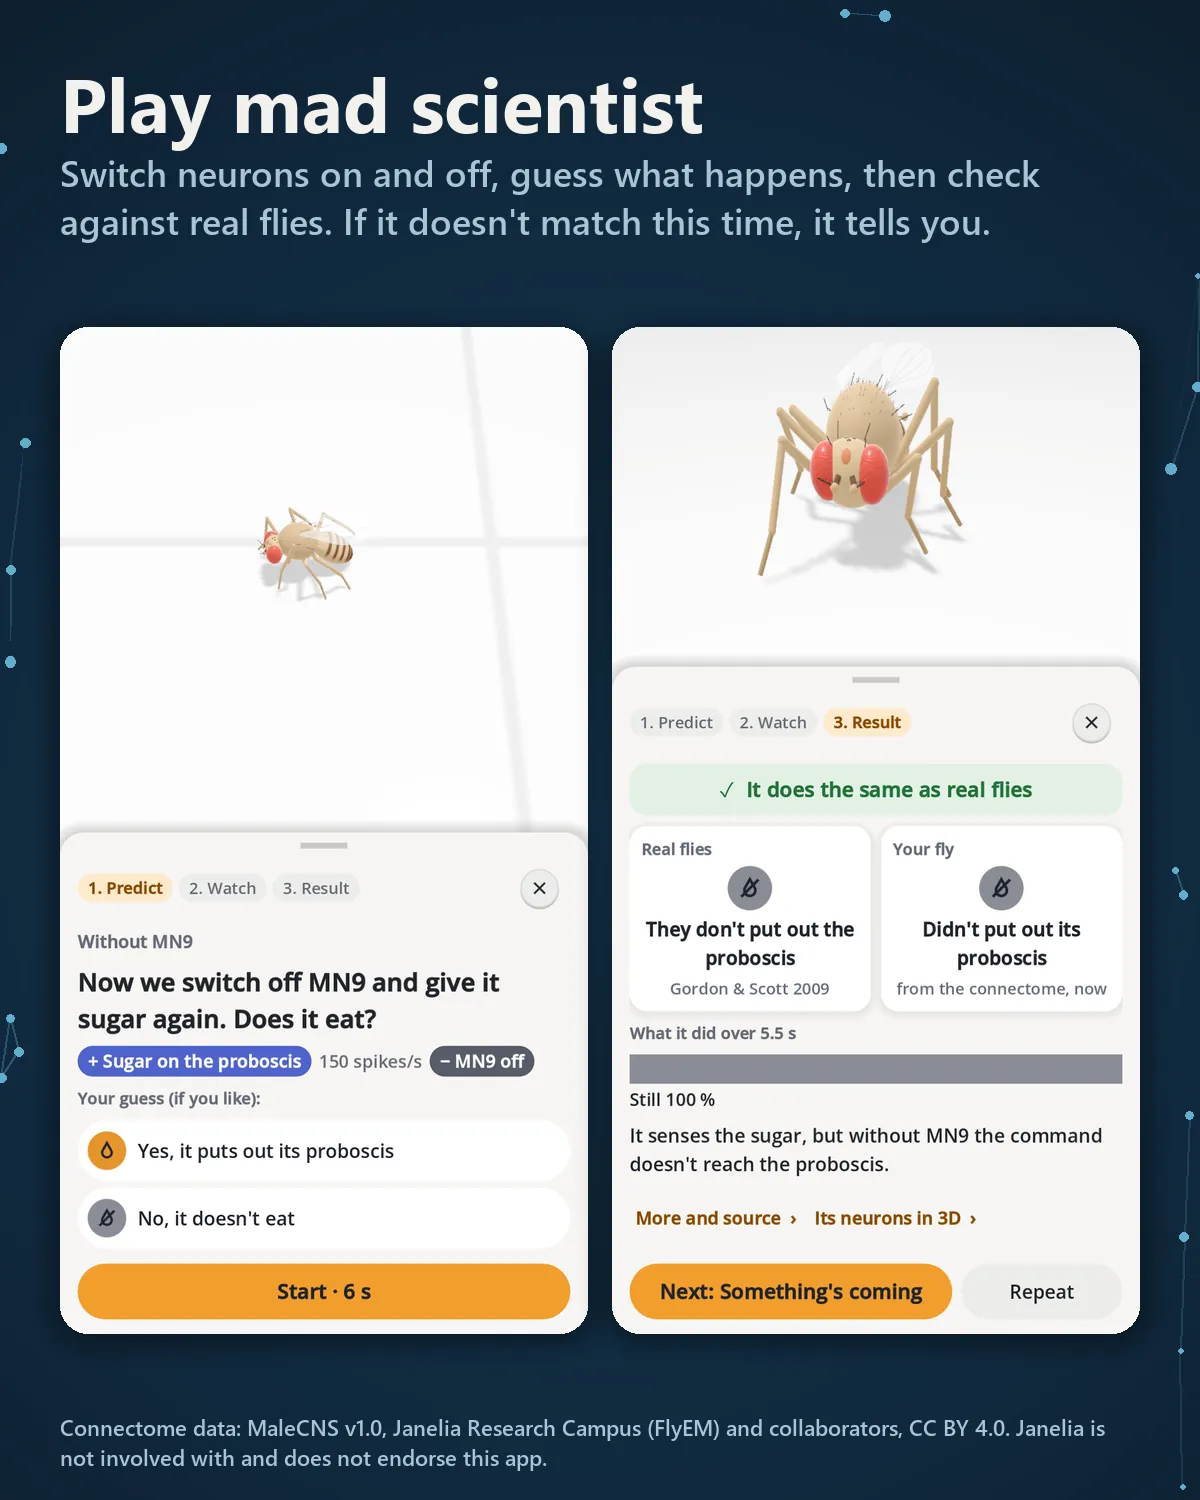 Play mad scientist
Switch neurons on and off, guess what happens, then check
against real flies. If it doesn't match this time, it tells you.
1. Predict
2. Watch
3. Result
✕
Without MN9
Now we switch off MN9 and give it
sugar again. Does it eat?
+ Sugar on the proboscis 150 spikes/s − MN9 off
Your guess (if you like):
Yes, it puts out its proboscis
No, it doesn't eat
Start · 6 s
1. Predict
2. Watch
3. Result
✕
✓ It does the same as real flies
Real flies
They don't put out the
proboscis
Gordon & Scott 2009
Your fly
Didn't put out its
proboscis
from the connectome, now
What it did over 5.5 s
Still 100 %
It senses the sugar, but without MN9 the command
doesn't reach the proboscis.
More and source ›
Its neurons in 3D ›
Next: Something's coming
Repeat
Connectome data: MaleCNS v1.0, Janelia Research Campus (FlyEM) and collaborators, CC BY 4.0. Janelia is
not involved with and does not endorse this app.